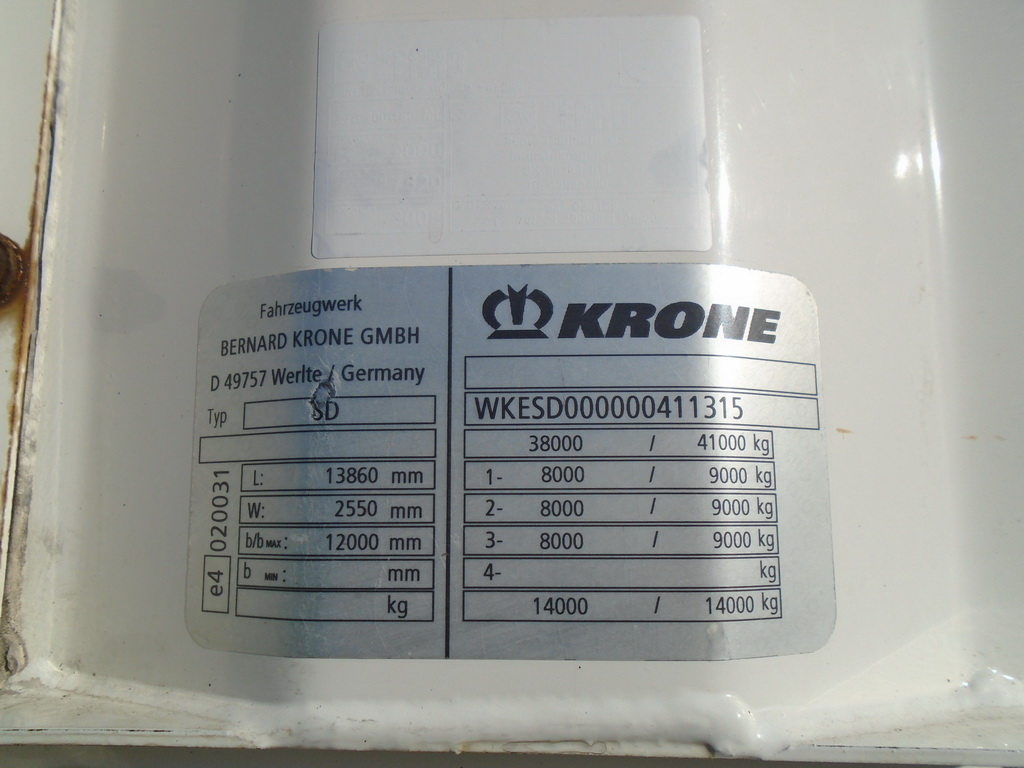 Fahrzeugwerk
BERNARD KRONE GMBH
D 49757 Werlte / Germany
Typ SD
L: 13860 mm
W: 2550 mm
b/b MAX: 12000 mm
b MIN: mm
kg
e4 020031
KRONE
WKESD000000411315
38000 / 41000 kg
1- 8000 / 9000 kg
2- 8000 / 9000 kg
3- 8000 / 9000 kg
4- kg
14000 / 14000 kg